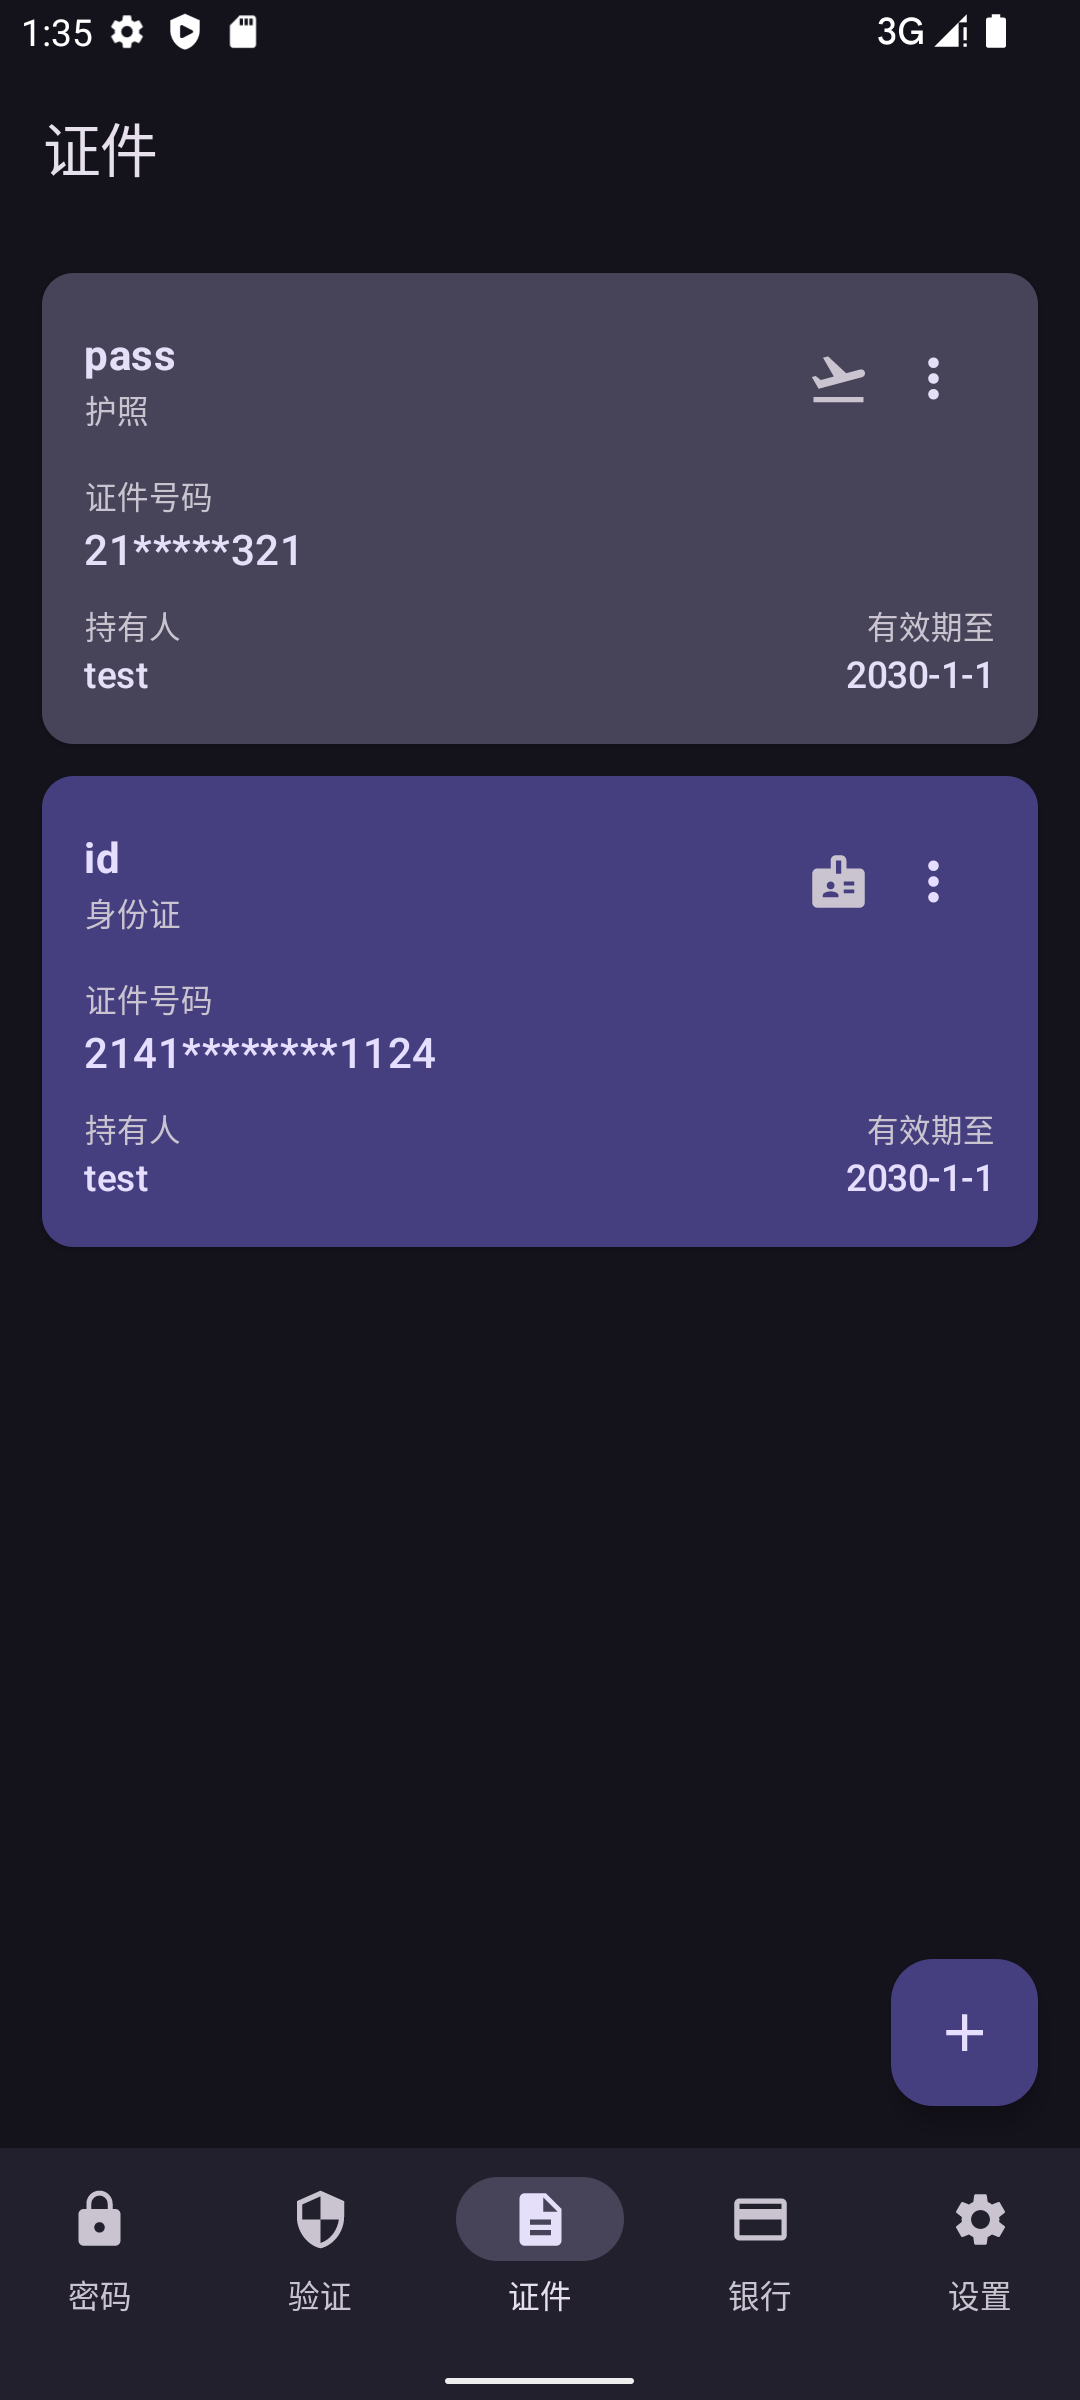 1:35
3G
证件
pass
护照
证件号码
21*****321
持有人
有效期至
test
2030-1-1
id
身份证
证件号码
2141********1124
持有人
有效期至
test
2030-1-1
密码
验证
证件
银行
设置